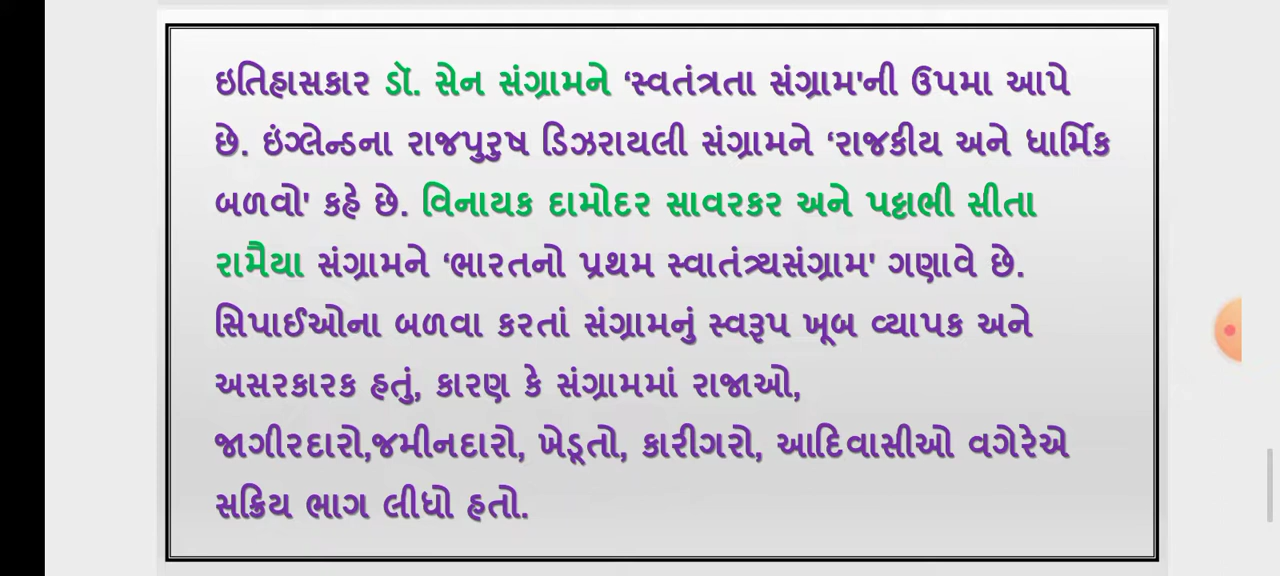 ઇતિહાસકાર ડૉ. સેન સંગ્રામને ‘સ્વતંત્રતા સંગ્રામ'ની ઉપમા આપે
છે. ઇંગ્લેન્ડના રાજપુરુષ ડિઝરાયલી સંગ્રામને ‘રાજકીય અને ધાર્મિક
બળવો' કહે છે. વિનાયક દામોદર સાવરકર અને પટ્ટાભી સીતા
રામૈયા સંગ્રામને ‘ભારતનો પ્રથમ સ્વાતંત્ર્યસંગ્રામ' ગણાવે છે.
સિપાઈઓના બળવા કરતાં સંગ્રામનું સ્વરૂપ ખૂબ વ્યાપક અને
અસરકારક હતું, કારણ કે સંગ્રામમાં રાજાઓ,
જાગીરદારો,જમીનદારો, ખેડૂતો, કારીગરો, આદિવાસીઓ વગેરેએ
સક્રિય ભાગ લીધો હતો.